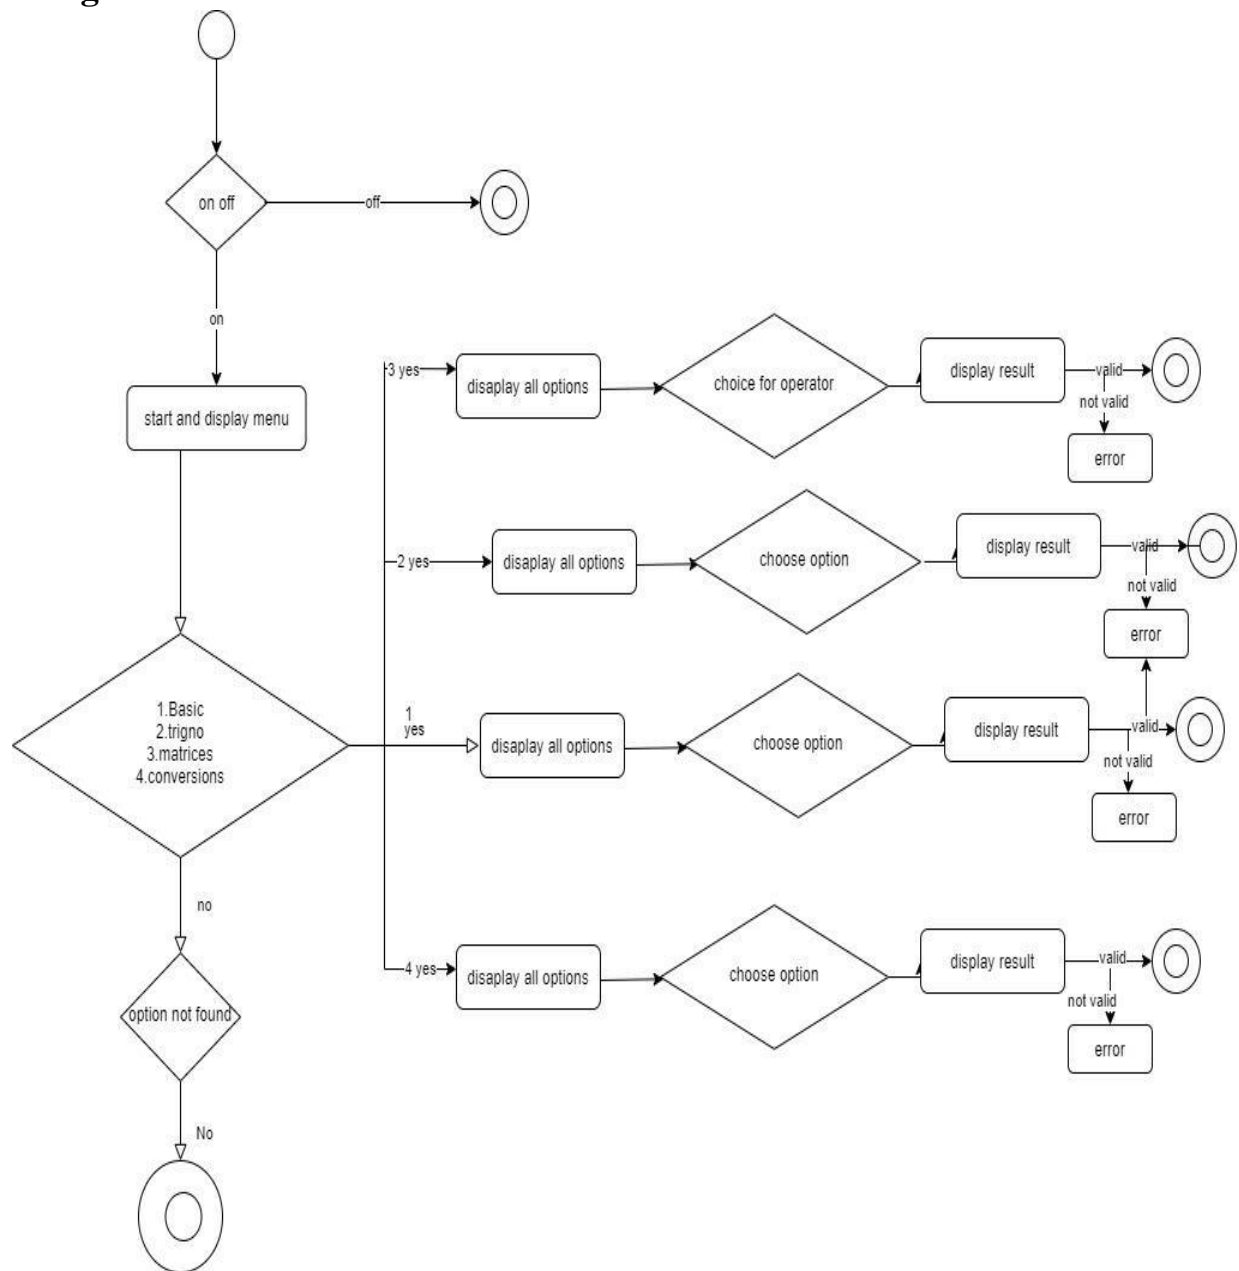 g
on off
off
on
start and display menu
3 yes
disaplay all options
choice for operator
display result
valid
not valid
error
2 yes
disaplay all options
choose option
display result
valid
not valid
error
1.Basic
2.trigno
3.matrices
4.conversions
1
yes
disaplay all options
choose option
display result
valid
not valid
error
no
4 yes
disaplay all options
choose option
display result
valid
not valid
error
option not found
No